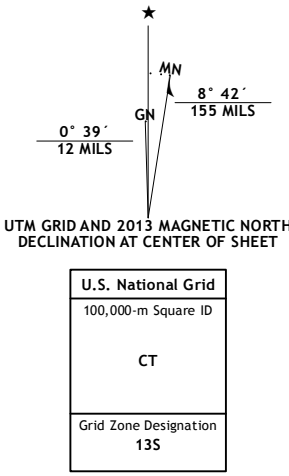 ★
MN
GN
8° 42´
155 MILS
0° 39´
12 MILS
UTM GRID AND 2013 MAGNETIC NORTH
DECLINATION AT CENTER OF SHEET
U.S. National Grid
100,000-m Square ID
CT
Grid Zone Designation
13S